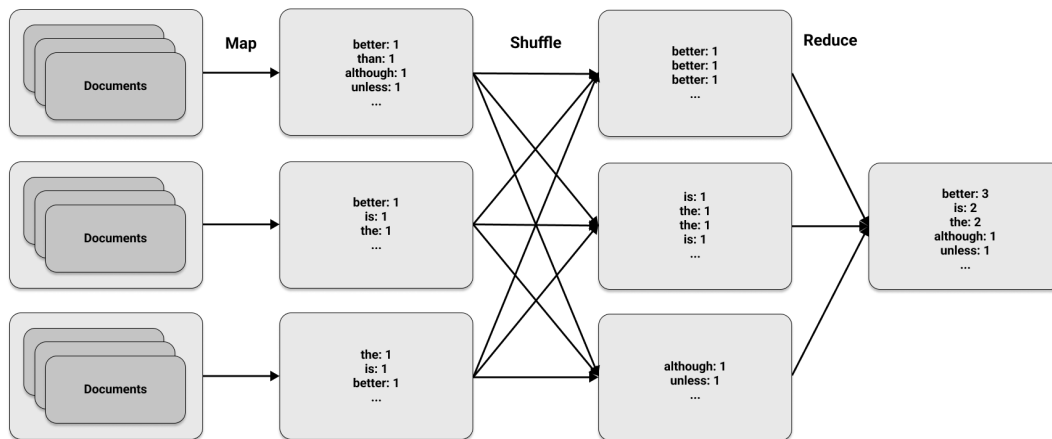 Map
Shuffle
Reduce
Documents
better: 1
than: 1
although: 1
unless: 1
...
better: 1
better: 1
better: 1
...
Documents
better: 1
is: 1
the: 1
...
is: 1
the: 1
the: 1
is: 1
...
better: 3
is: 2
the: 2
although: 1
unless: 1
...
Documents
the: 1
is: 1
better: 1
...
although: 1
unless: 1
...